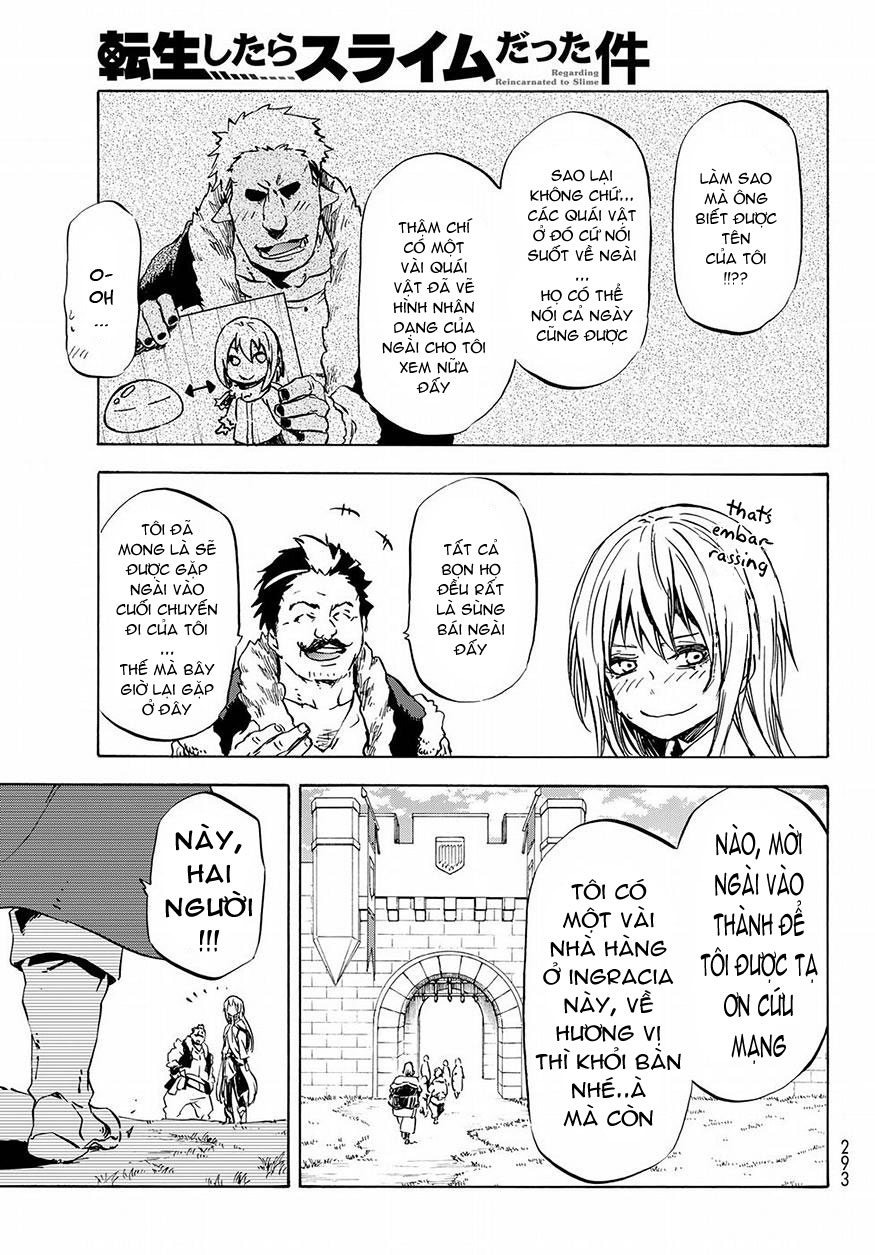 転生したらスライムだった件
Regarding
Reincarnated to Slime
LÀM SAO
MÀ ÔNG
BIẾT ĐƯỢC
TÊN
CỦA TÔI
!!??
SAO LẠI
KHÔNG CHỨ...
CÁC QUÁI VẬT
Ở ĐÓ CỨ NÓI
SUỐT VỀ NGÀI
...
HỌ CÓ THỂ
NÓI CẢ NGÀY
CŨNG ĐƯỢC
THẬM CHÍ
CÓ MỘT
VÀI QUÁI
VẬT ĐÃ VẼ
HÌNH NHÂN
DẠNG CỦA
NGÀI CHO TÔI
XEM NỮA
ĐẤY
O-
OH
...
that's
embar
rassing
TẤT CẢ
BỌN HỌ
ĐỀU RẤT
LÀ SÙNG
BÁI NGÀI
ĐẤY
TÔI ĐÃ
MONG LÀ SẼ
ĐƯỢC GẶP
NGÀI VÀO
CUỐI CHUYẾN
ĐI CỦA TÔI
...
THẾ MÀ BÂY
GIỜ LẠI GẶP
Ở ĐÂY
NÀO, MỜI
NGÀI VÀO
THÀNH ĐỂ
TÔI ĐƯỢC TẠ
ƠN CỨU
MẠNG
TÔI CÓ
MỘT VÀI
NHÀ HÀNG
Ở INGRACIA
NÀY, VỀ
HƯƠNG VỊ
THÌ KHỎI BÀN
NHÉ..À
MÀ CÒN
NÀY,
HAI
NGƯỜI
!!!
293